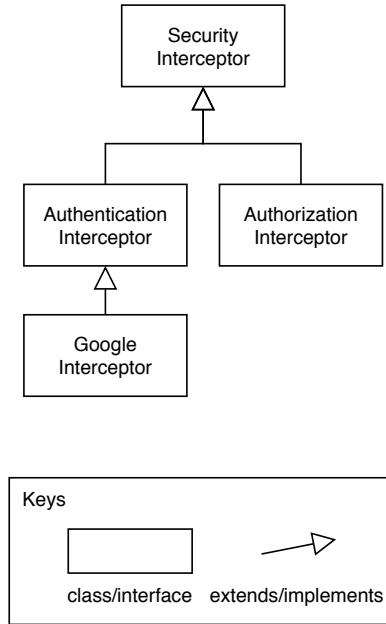 Security
Interceptor
Authentication
Interceptor
Authorization
Interceptor
Google
Interceptor
Keys
class/interface
extends/implements